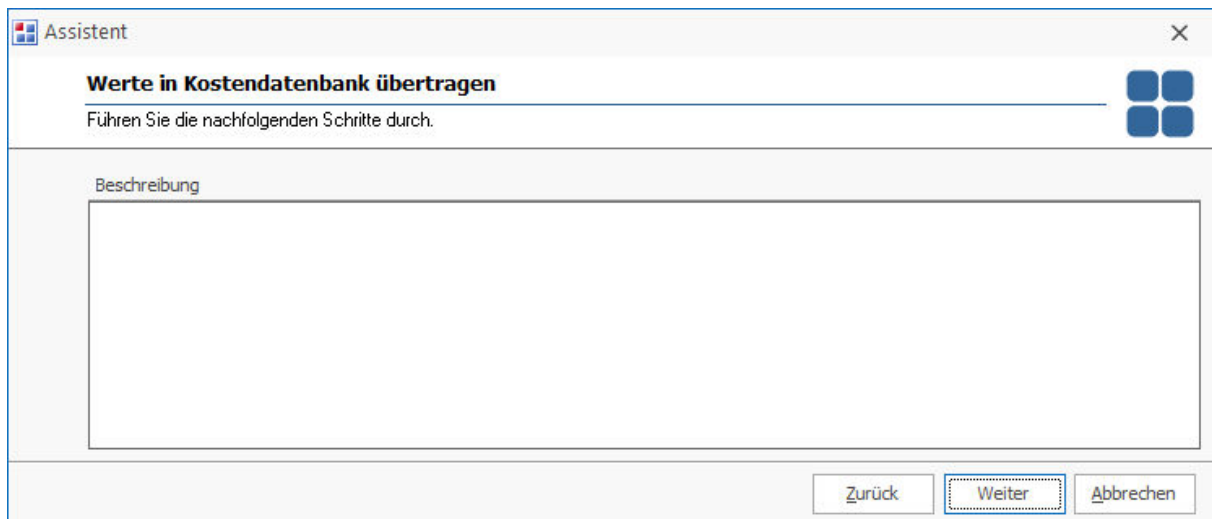 Assistent
Werte in Kostendatenbank übertragen
Führen Sie die nachfolgenden Schritte durch.
Beschreibung
Zurück Weiter Abbrechen